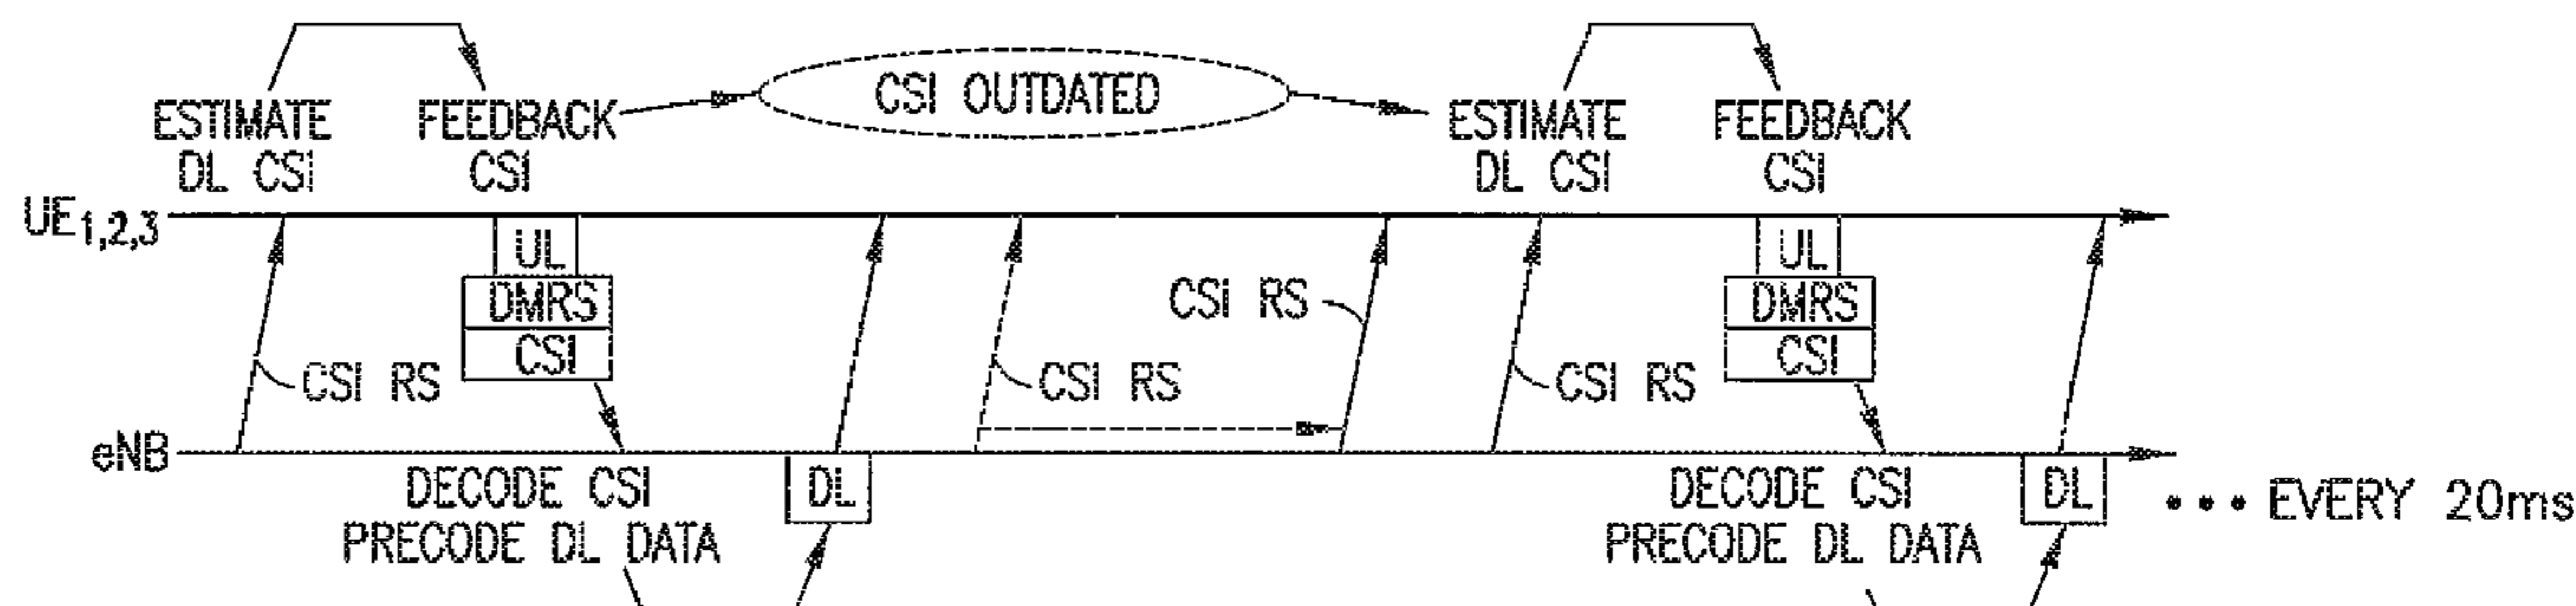 CSI OUTDATED
ESTIMATE
DL CSI
FEEDBACK
CSI
ESTIMATE
DL CSI
FEEDBACK
CSI
UE1,2,3
UL
DMRS
CSI
CSI RS
CSI RS
CSI RS
CSI RS
UL
DMRS
CSI
eNB
DECODE CSI
PRECODE DL DATA
DL
DECODE CSI
PRECODE DL DATA
DL
••• EVERY 20ms